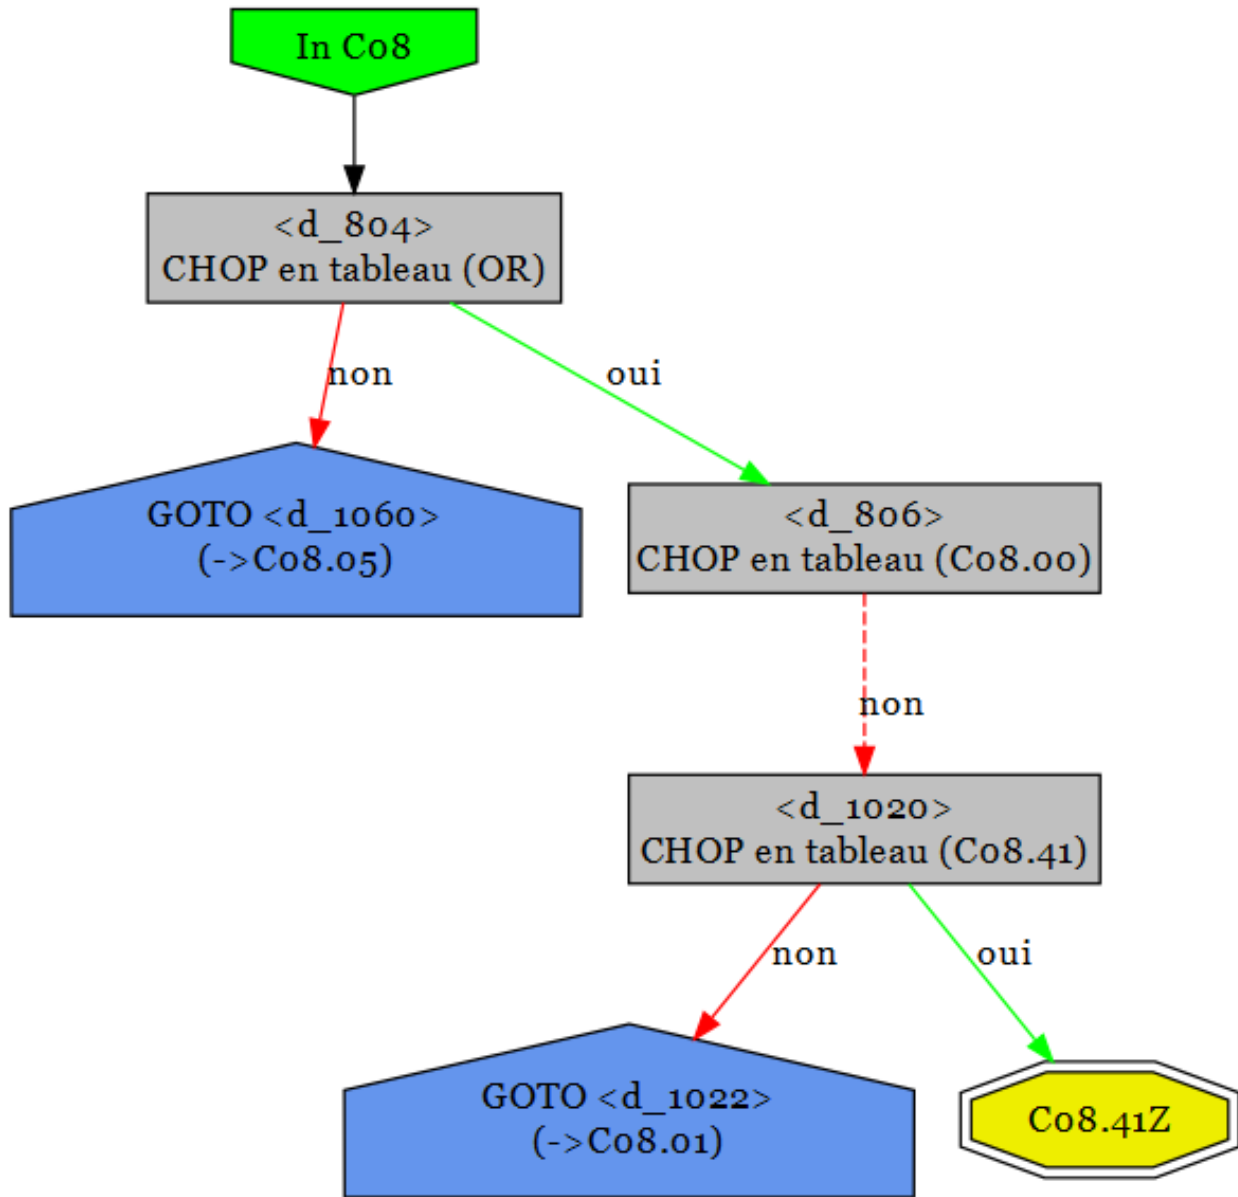 In C08
<d_804>
CHOP en tableau (OR)
non
oui
GOTO <d_1060>
(->C08.05)
<d_806>
CHOP en tableau (C08.00)
non
<d_1020>
CHOP en tableau (C08.41)
non
oui
GOTO <d_1022>
(->C08.01)
C08.41Z